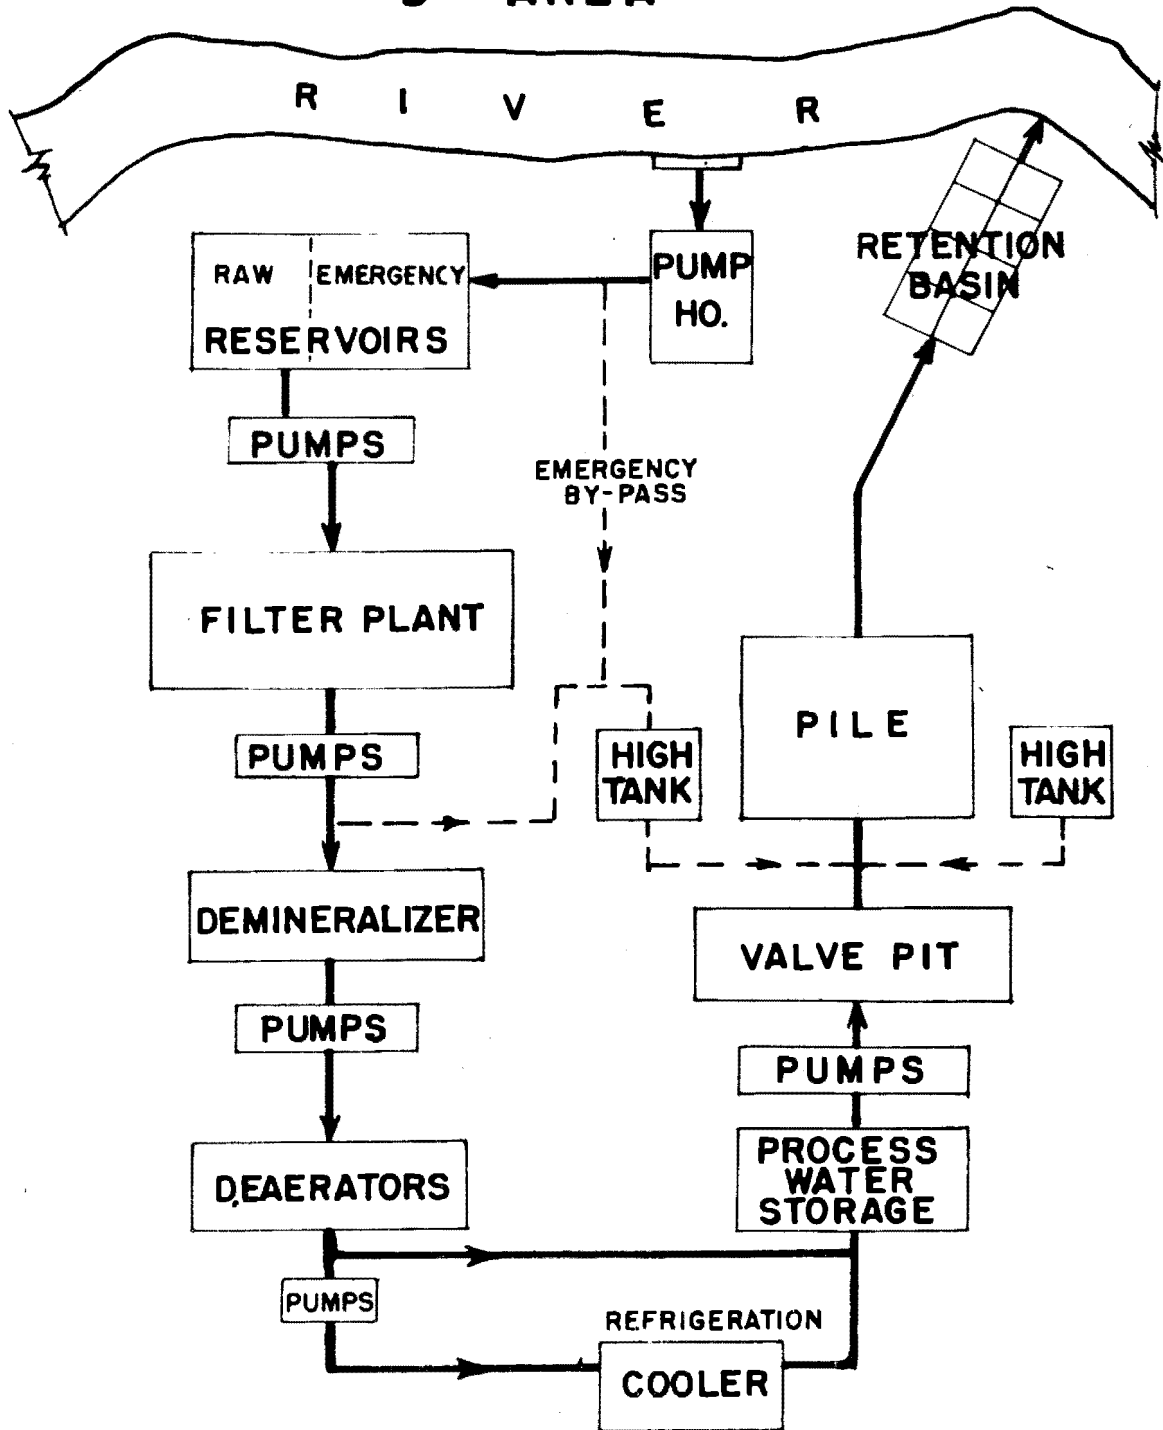 AREA
R I V E R
RAW EMERGENCY
RESERVOIRS
PUMP
HO.
RETENTION
BASIN
PUMPS
EMERGENCY
BY-PASS
FILTER PLANT
PUMPS
HIGH
TANK
PILE
HIGH
TANK
DEMINERALIZER
VALVE PIT
PUMPS
PUMPS
DEAERATORS
PROCESS
WATER
STORAGE
PUMPS
REFRIGERATION
COOLER